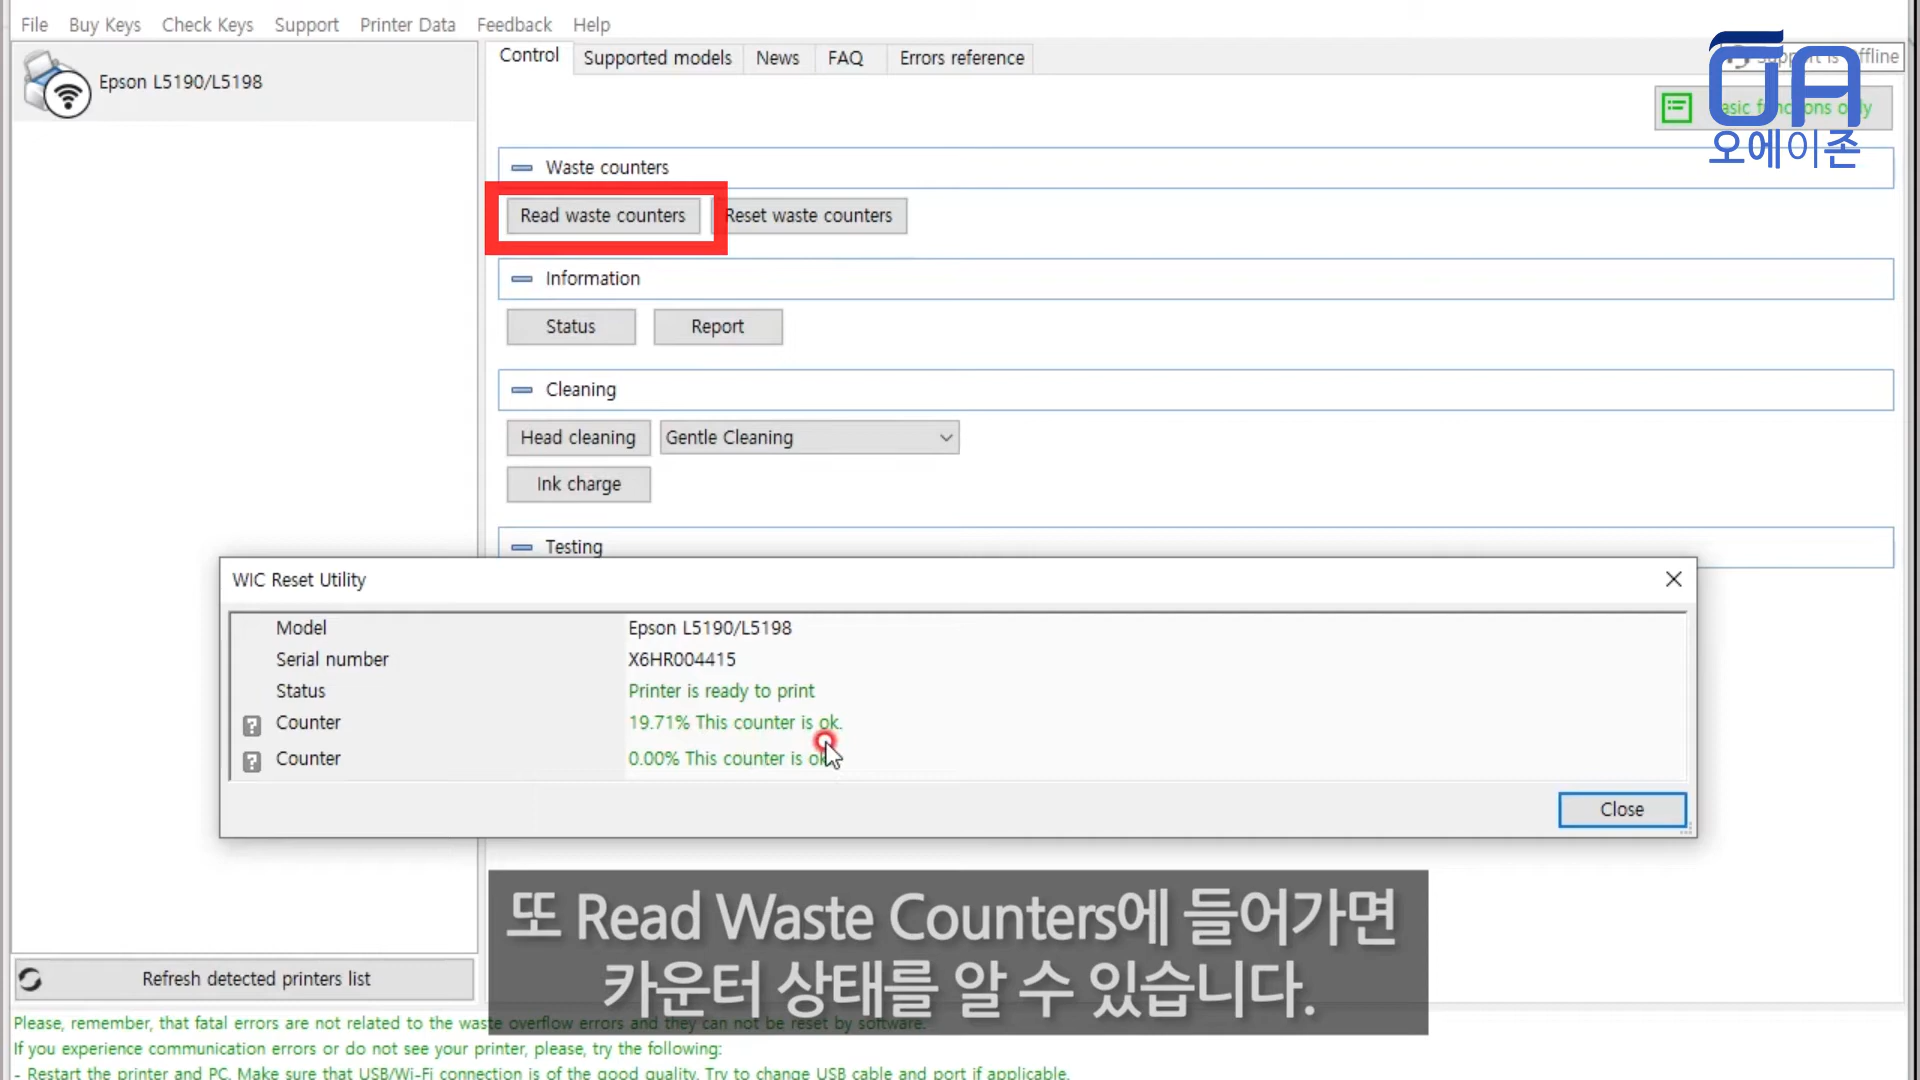 File Buy Keys Check Keys Support Printer Data Feedback Help
Epson L5190/L5198
Control Supported models News FAQ Errors reference
오에이존
Waste counters
Read waste counters Reset waste counters
Information
Status Report
Cleaning
Head cleaning Gentle Cleaning
Ink charge
Testing
WIC Reset Utility
Model Epson L5190/L5198
Serial number X6HR004415
Status Printer is ready to print
Counter 19.71% This counter is ok.
Counter 0.00% This counter is
Close
또 Read Waste Counters에 들어가면
카운터 상태를 알 수 있습니다.
Refresh detected printers list
Please, remember, that fatal errors are not related to the waste overflow errors and they can not be reset by software.
If you experience communication errors or do not see your printer, please, try the following:
- Restart the printer and PC. Make sure that USB/Wi-Fi connection is of the good quality. Try to change USB cable and port if applicable.